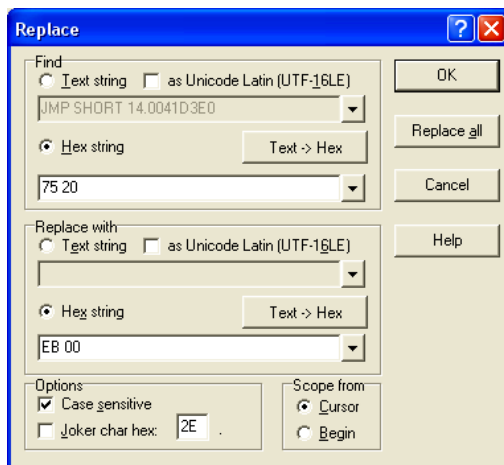 Replace
Find
Text string as Unicode Latin (UTF-16LE)
JMP SHORT 14.0041D3E0
Hex string Text -> Hex
75 20
Replace with
Text string as Unicode Latin (UTF-16LE)
Hex string Text -> Hex
EB 00
Options
Case sensitive
Joker char hex: 2E .
Scope from
Cursor
Begin
OK
Replace all
Cancel
Help